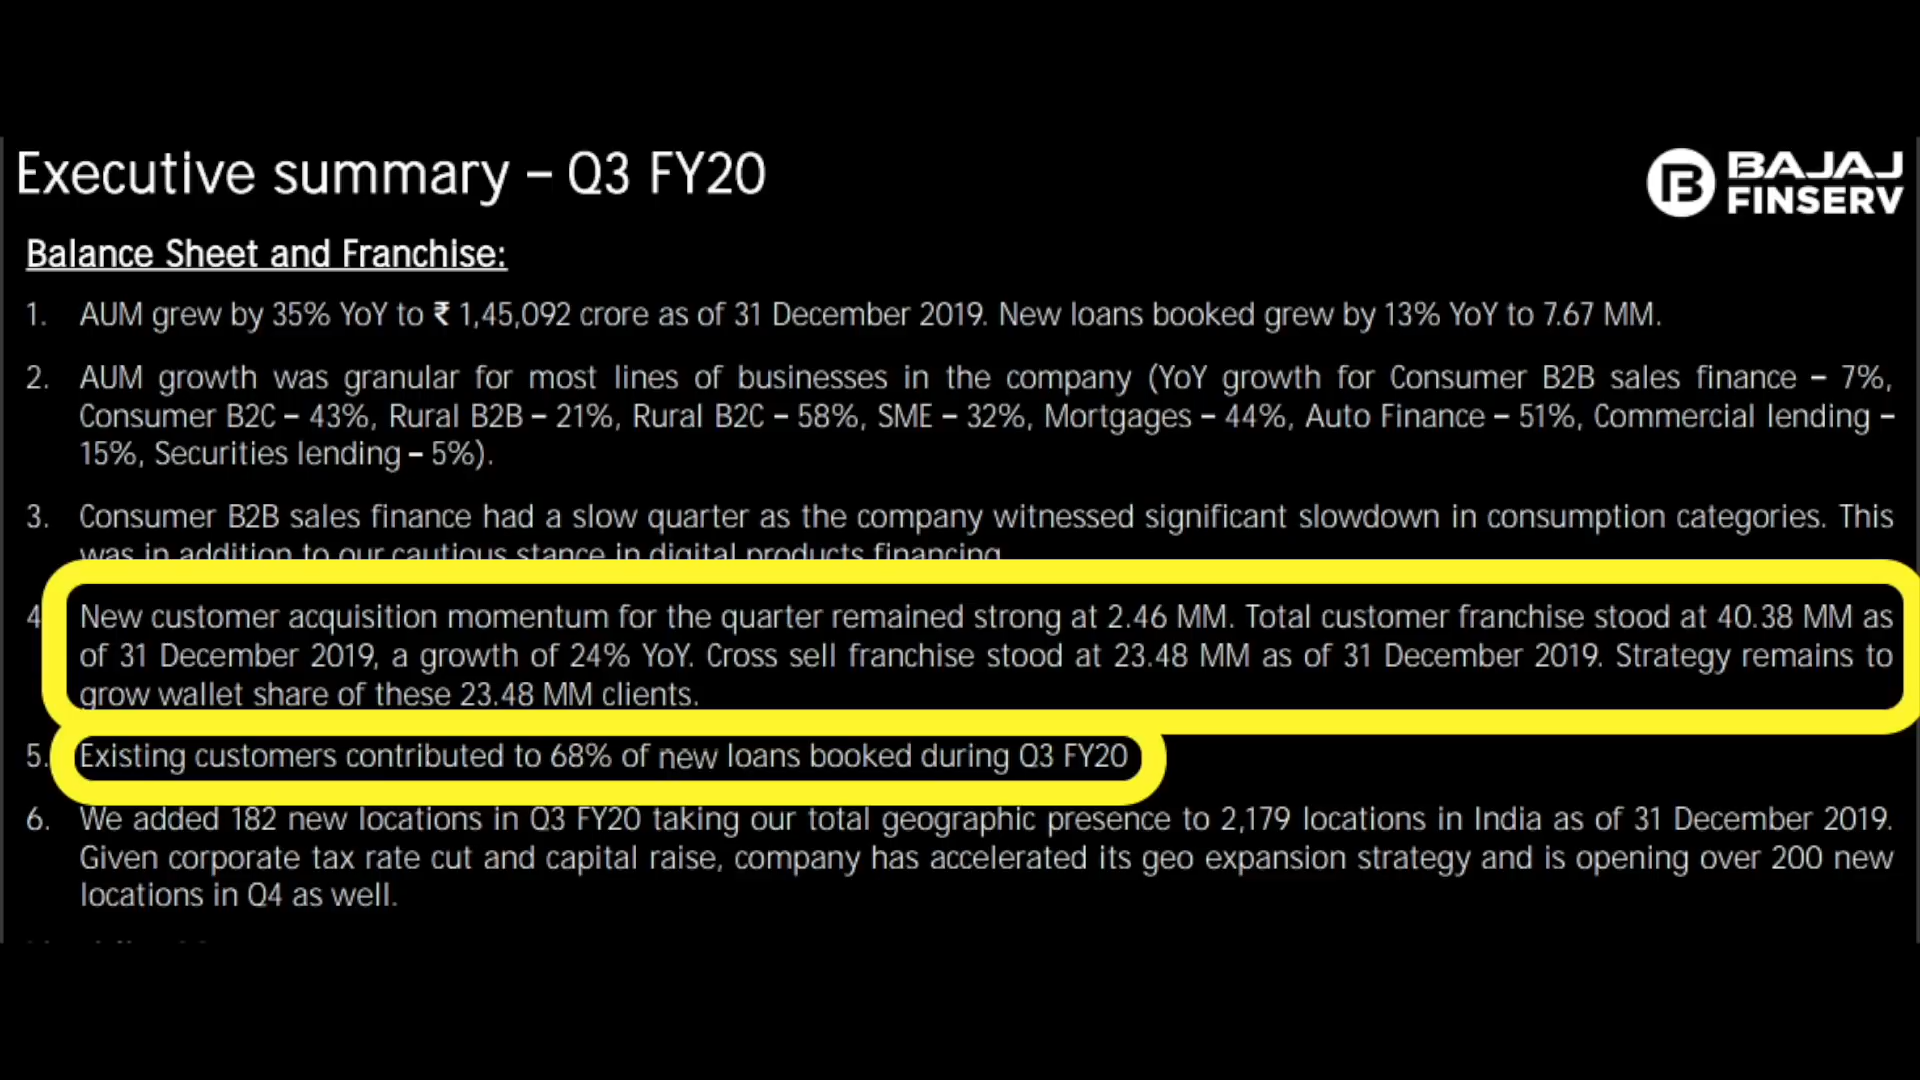 Executive summary – Q3 FY20
BAJAJ
FINSERV
Balance Sheet and Franchise:
1. AUM grew by 35% YoY to ₹ 1,45,092 crore as of 31 December 2019. New loans booked grew by 13% YoY to 7.67 MM.
2. AUM growth was granular for most lines of businesses in the company (YoY growth for Consumer B2B sales finance – 7%,
Consumer B2C – 43%, Rural B2B – 21%, Rural B2C – 58%, SME – 32%, Mortgages – 44%, Auto Finance – 51%, Commercial lending –
15%, Securities lending – 5%).
3. Consumer B2B sales finance had a slow quarter as the company witnessed significant slowdown in consumption categories. This
was in addition to our cautious stance in digital products financing
4 New customer acquisition momentum for the quarter remained strong at 2.46 MM. Total customer franchise stood at 40.38 MM as
of 31 December 2019, a growth of 24% YoY. Cross sell franchise stood at 23.48 MM as of 31 December 2019. Strategy remains to
grow wallet share of these 23.48 MM clients.
5. Existing customers contributed to 68% of new loans booked during Q3 FY20
6. We added 182 new locations in Q3 FY20 taking our total geographic presence to 2,179 locations in India as of 31 December 2019.
Given corporate tax rate cut and capital raise, company has accelerated its geo expansion strategy and is opening over 200 new
locations in Q4 as well.